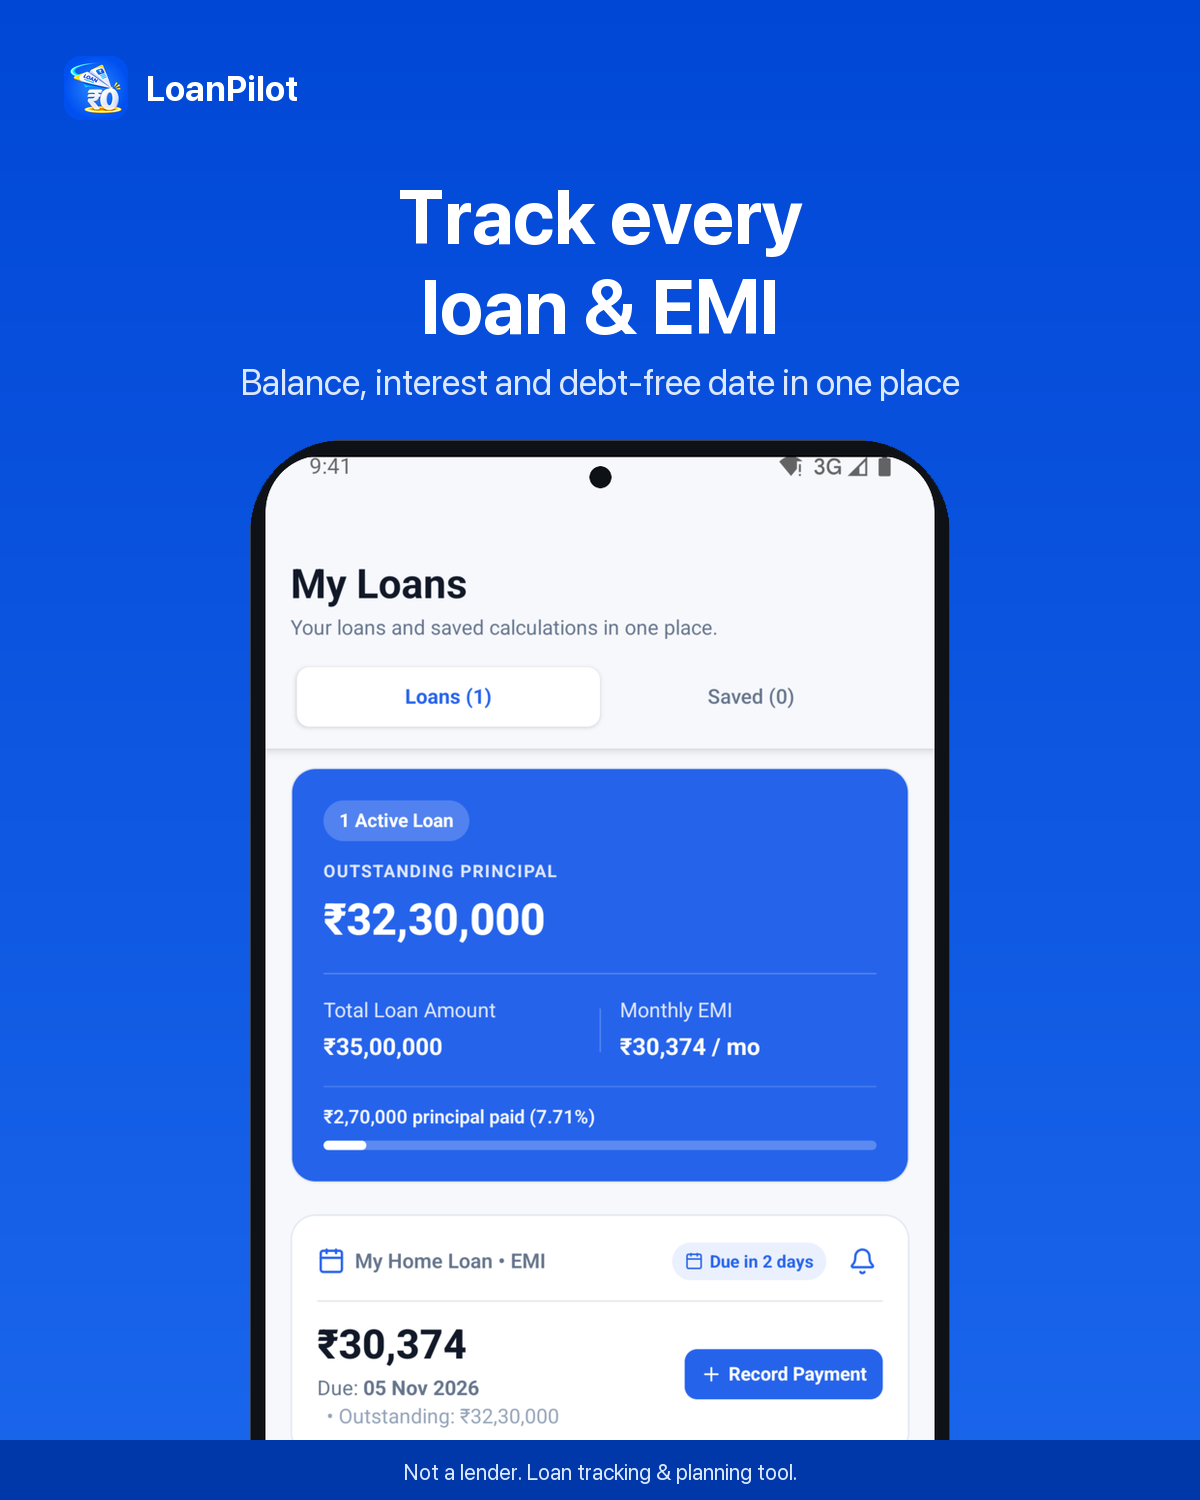 LOAN
₹0
LoanPilot
Track every
loan & EMI
Balance, interest and debt-free date in one place
9:41
3G
My Loans
Your loans and saved calculations in one place.
Loans (1)
Saved (0)
1 Active Loan
OUTSTANDING PRINCIPAL
₹32,30,000
Total Loan Amount
Monthly EMI
₹35,00,000
₹30,374 / mo
₹2,70,000 principal paid (7.71%)
My Home Loan • EMI
Due in 2 days
₹30,374
Due: 05 Nov 2026
• Outstanding: ₹32,30,000
+ Record Payment
Not a lender. Loan tracking & planning tool.